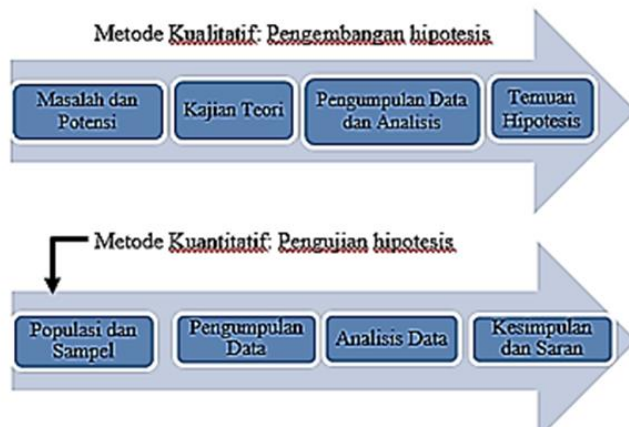 Metode Kualitatif: Pengembangan hipotesis
Masalah dan
Potensi
Kajian Teori
Pengumpulan Data
dan Analisis
Temuan
Hipotesis
Metode Kuantitatif: Pengujian hipotesis
Populasi dan
Sampel
Pengumpulan
Data
Analisis Data
Kesimpulan
dan Saran